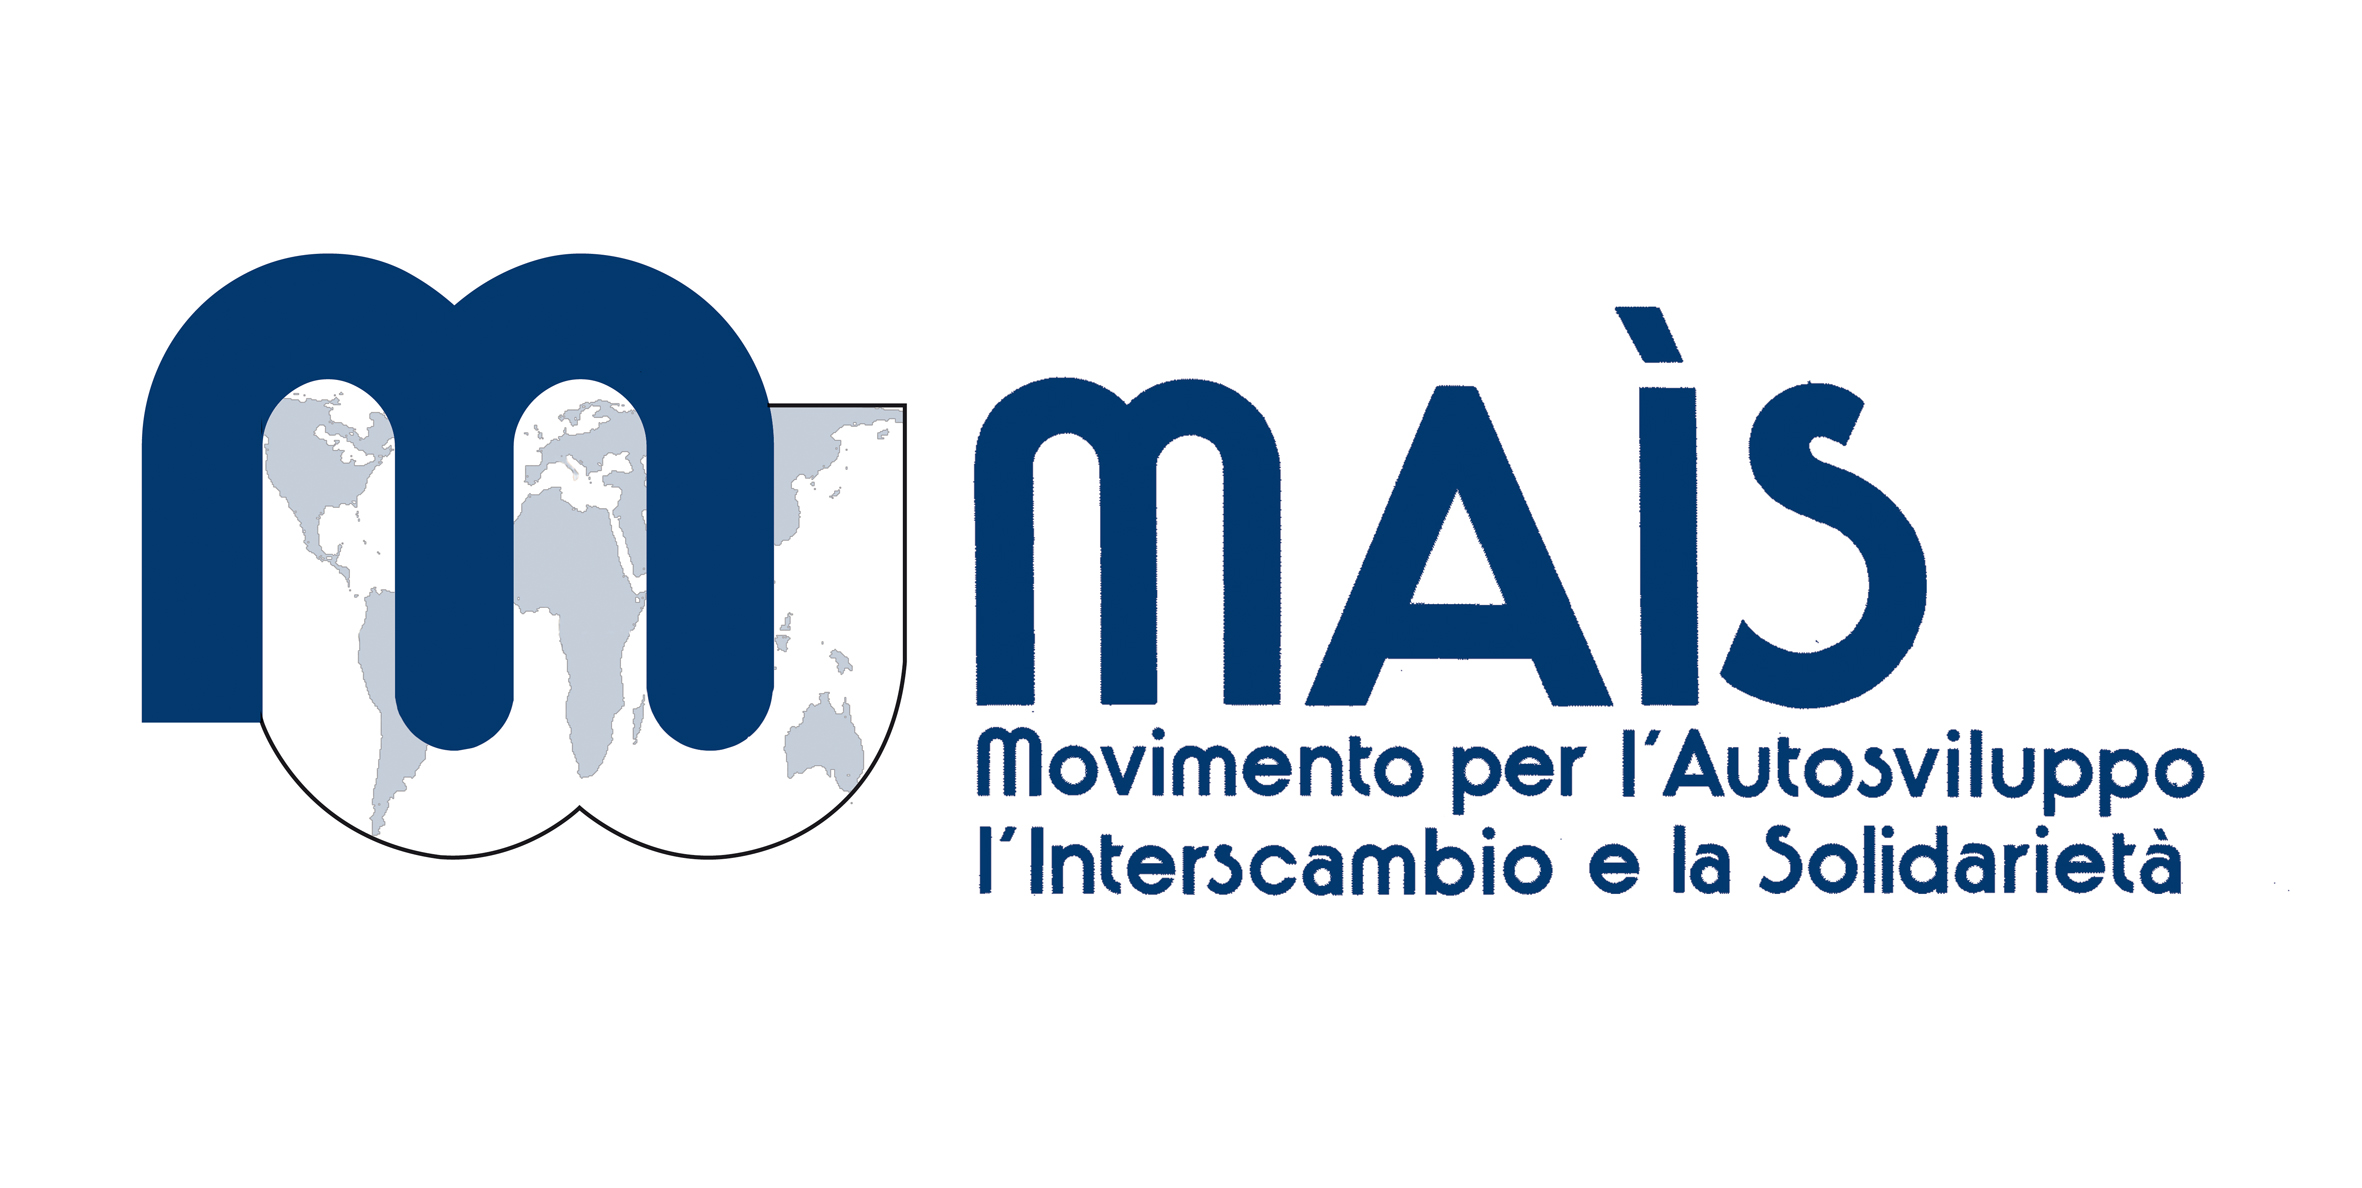 m
MAÌS
Movimento per l'Autosviluppo
l'Interscambio e la Solidarietà